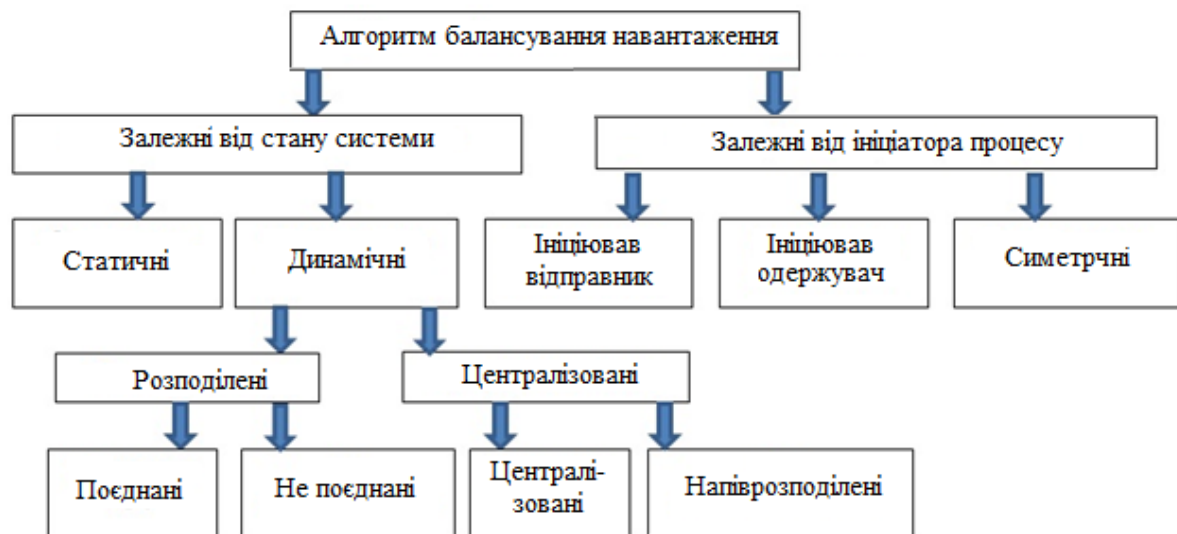 Алгоритм балансування навантаження
Залежні від стану системи
Залежні від ініціатора процесу
Статичні
Динамічні
Ініціював
відправник
Ініціював
одержувач
Симетрчні
Розподілені
Централізовані
Поєднані
Не поєднані
Централі-
зовані
Напіврозподілені